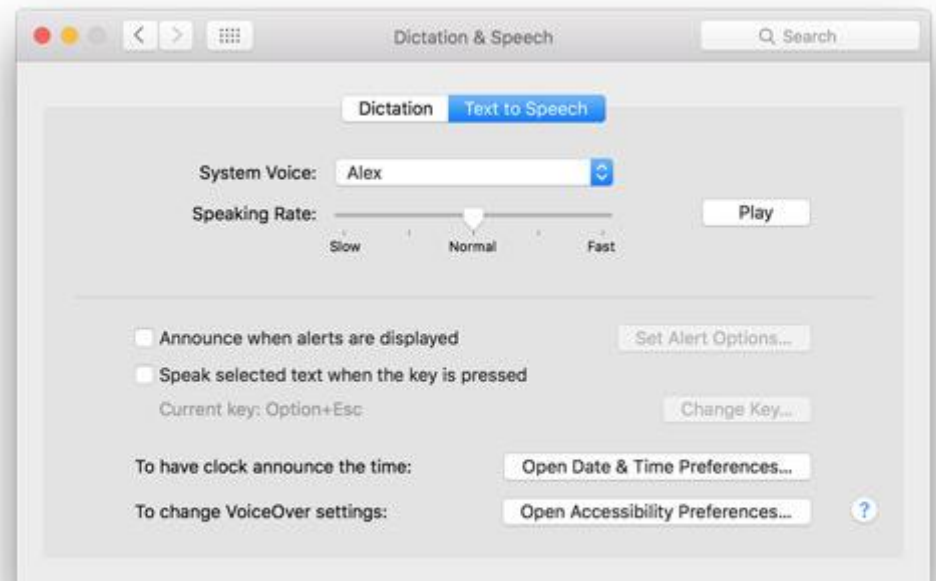 Dictation & Speech
Search
Dictation Text to Speech
System Voice: Alex
Speaking Rate:
Play
Slow Normal Fast
Announce when alerts are displayed
Set Alert Options...
Speak selected text when the key is pressed
Current key: Option+Esc
Change Key...
To have clock announce the time:
Open Date & Time Preferences...
To change VoiceOver settings:
Open Accessibility Preferences...
?